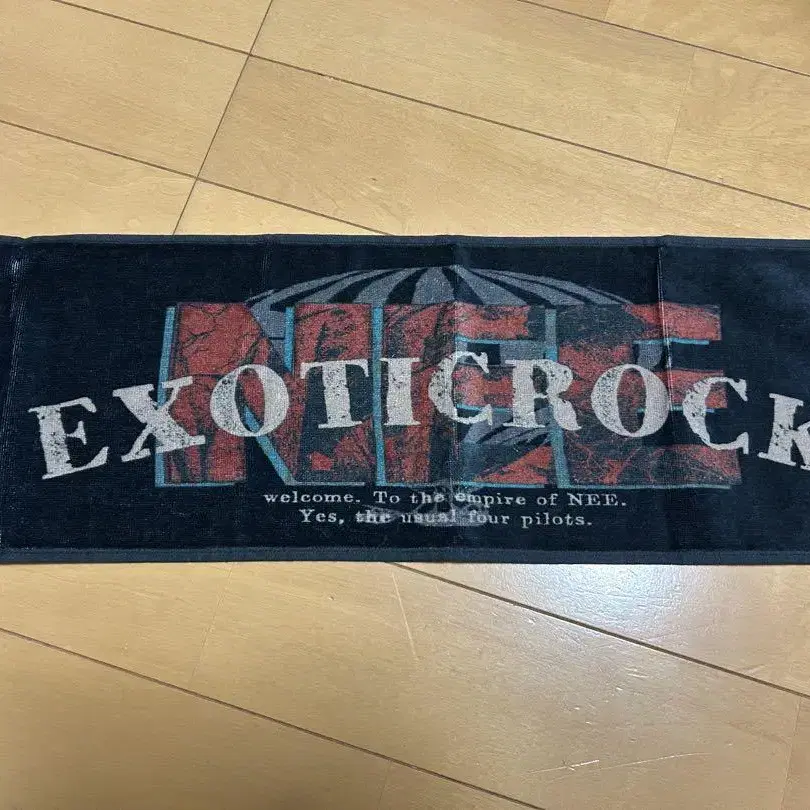 NEE
EXOTICROCK
welcome. To the empire of NEE.
Yes, the usual four pilots.